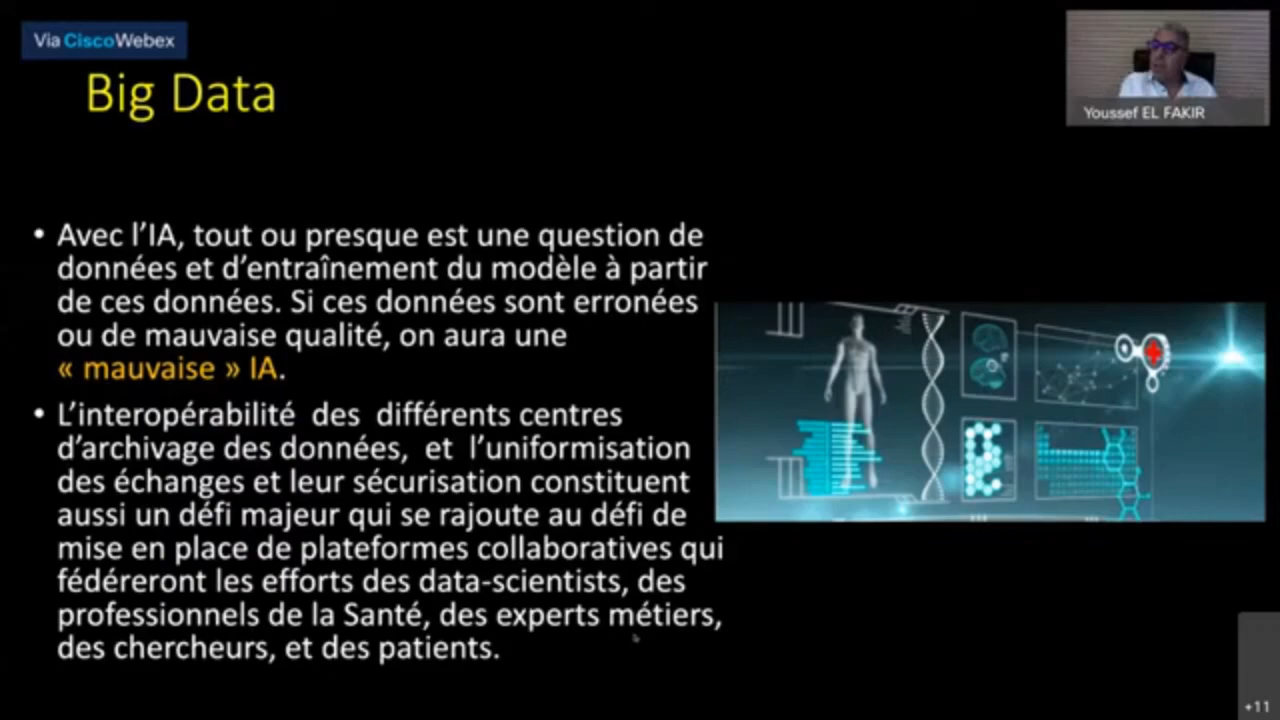 Via CiscoWebex
Big Data
Youssef EL FAKIR
• Avec l’IA, tout ou presque est une question de
données et d’entraînement du modèle à partir
de ces données. Si ces données sont erronées
ou de mauvaise qualité, on aura une
« mauvaise » IA.
• L’interopérabilité des différents centres
d’archivage des données, et l’uniformisation
des échanges et leur sécurisation constituent
aussi un défi majeur qui se rajoute au défi de
mise en place de plateformes collaboratives qui
fédéreront les efforts des data-scientists, des
professionnels de la Santé, des experts métiers,
des chercheurs, et des patients.
+11